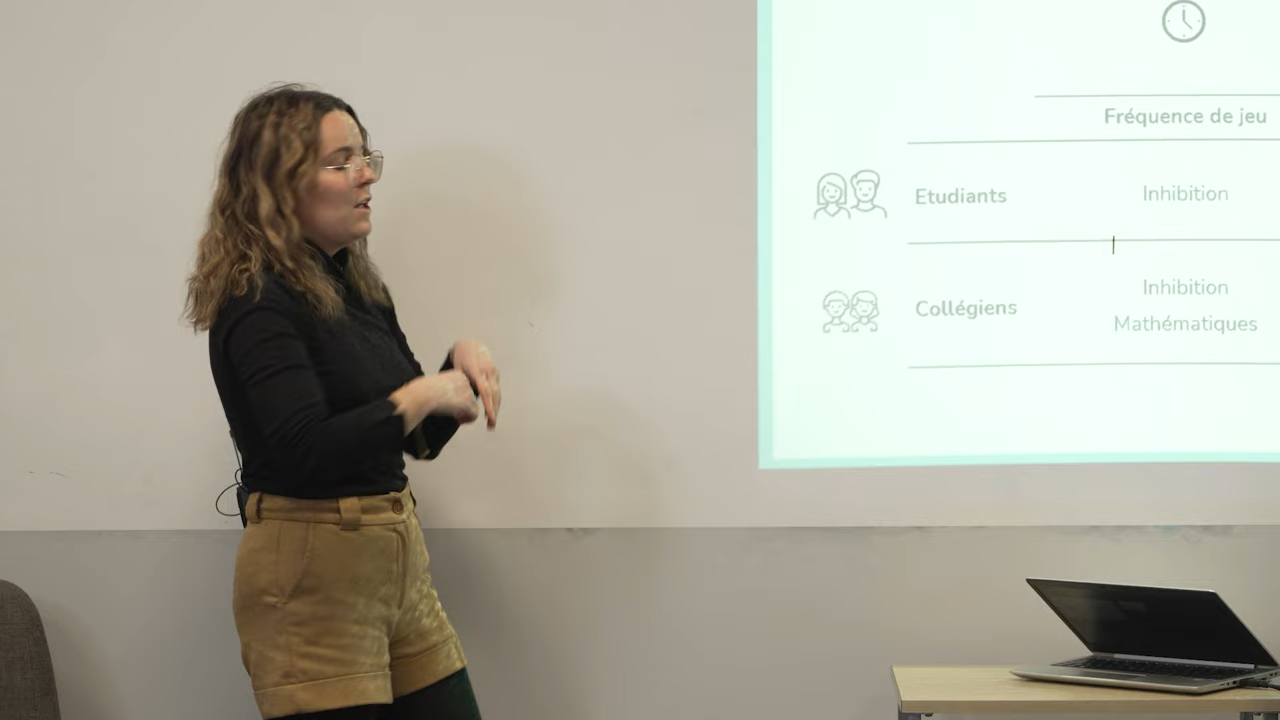 Fréquence de jeu
Etudiants
Inhibition
Collégiens
Inhibition
Mathématiques